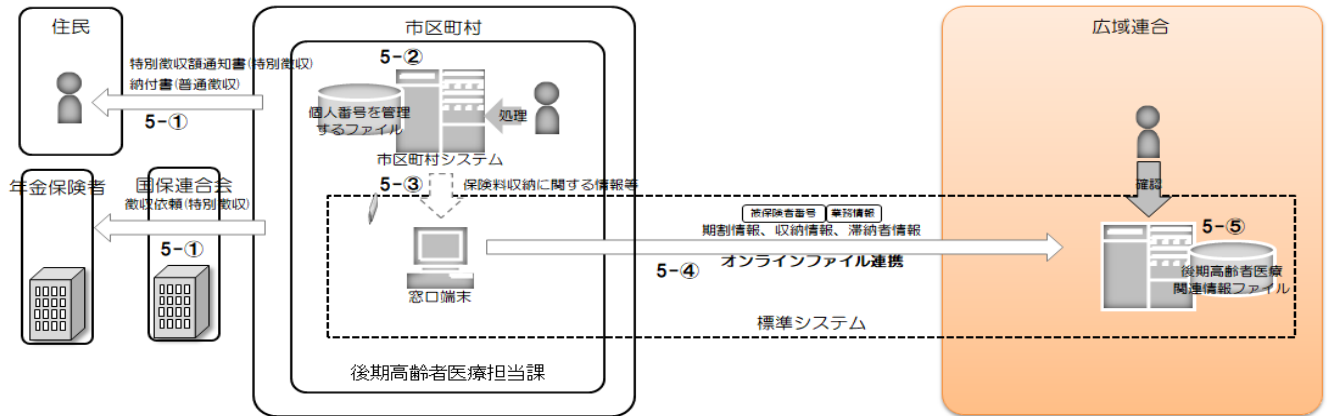 住民
市区町村
広域連合
特別徴収額通知書(特別徴収)
納付書(普通徴収)
5-①
5-②
個人番号を管理
するファイル
処理
市区町村システム
年金保険者
国保連合会
徴収依頼(特別徴収)
5-①
5-③
保険料収納に関する情報等
確認
被保険者番号
業務情報
期割情報、収納情報、滞納者情報
5-④
オンラインファイル連携
5-⑤
後期高齢者医療
関連情報ファイル
窓口端末
標準システム
後期高齢者医療担当課